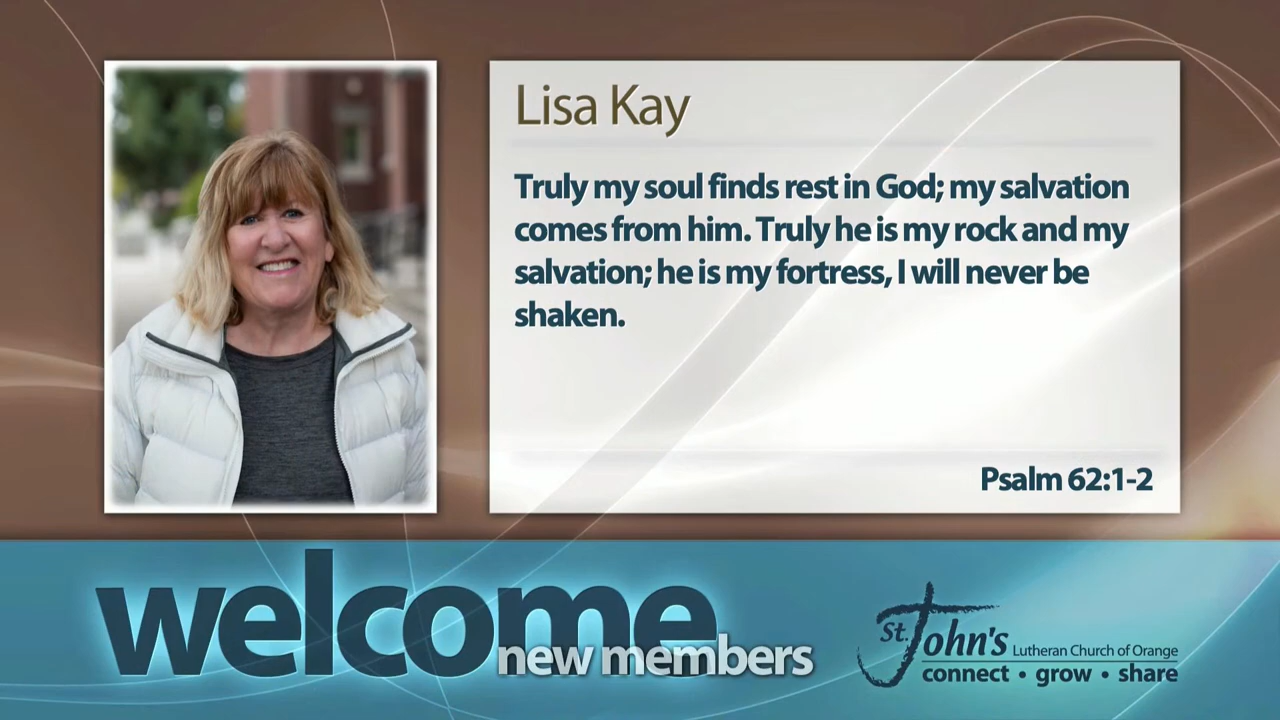 Lisa Kay
Truly my soul finds rest in God; my salvation
comes from him. Truly he is my rock and my
salvation; he is my fortress, I will never be
shaken.
Psalm 62:1-2
welcome
new members
St. John's Lutheran Church of Orange
connect • grow • share